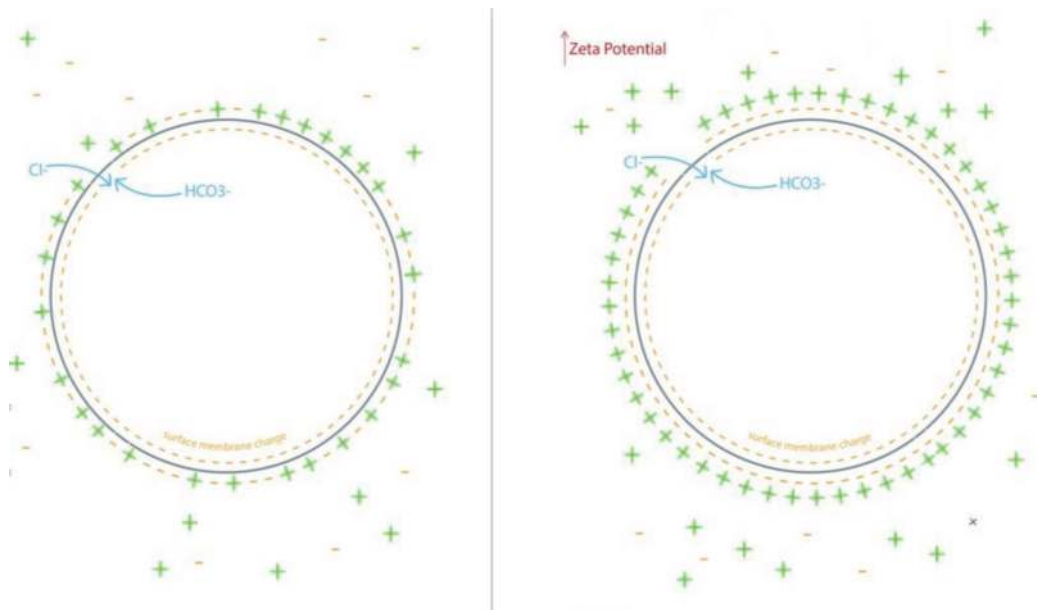 Cl-
HCO3-
surface membrane charge
Zeta Potential
Cl-
HCO3-
surface membrane charge